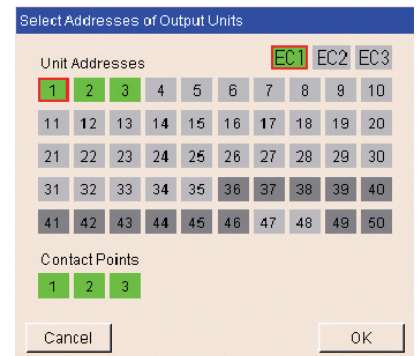 Select Addresses of Output Units
Unit Addresses EC1 EC2 EC3
1 2 3 4 5 6 7 8 9 10
11 12 13 14 15 16 17 18 19 20
21 22 23 24 25 26 27 28 29 30
31 32 33 34 35 36 37 38 39 40
41 42 43 44 45 46 47 48 49 50
Contact Points
1 2 3
Cancel OK